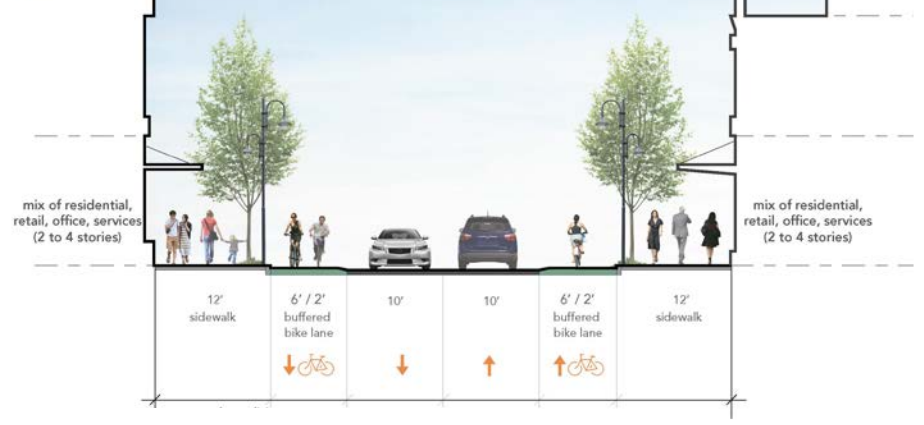 mix of residential,
retail, office, services
(2 to 4 stories)
mix of residential,
retail, office, services
(2 to 4 stories)
12'
sidewalk
6' / 2'
buffered
bike lane
10'
10'
6' / 2'
buffered
bike lane
12'
sidewalk